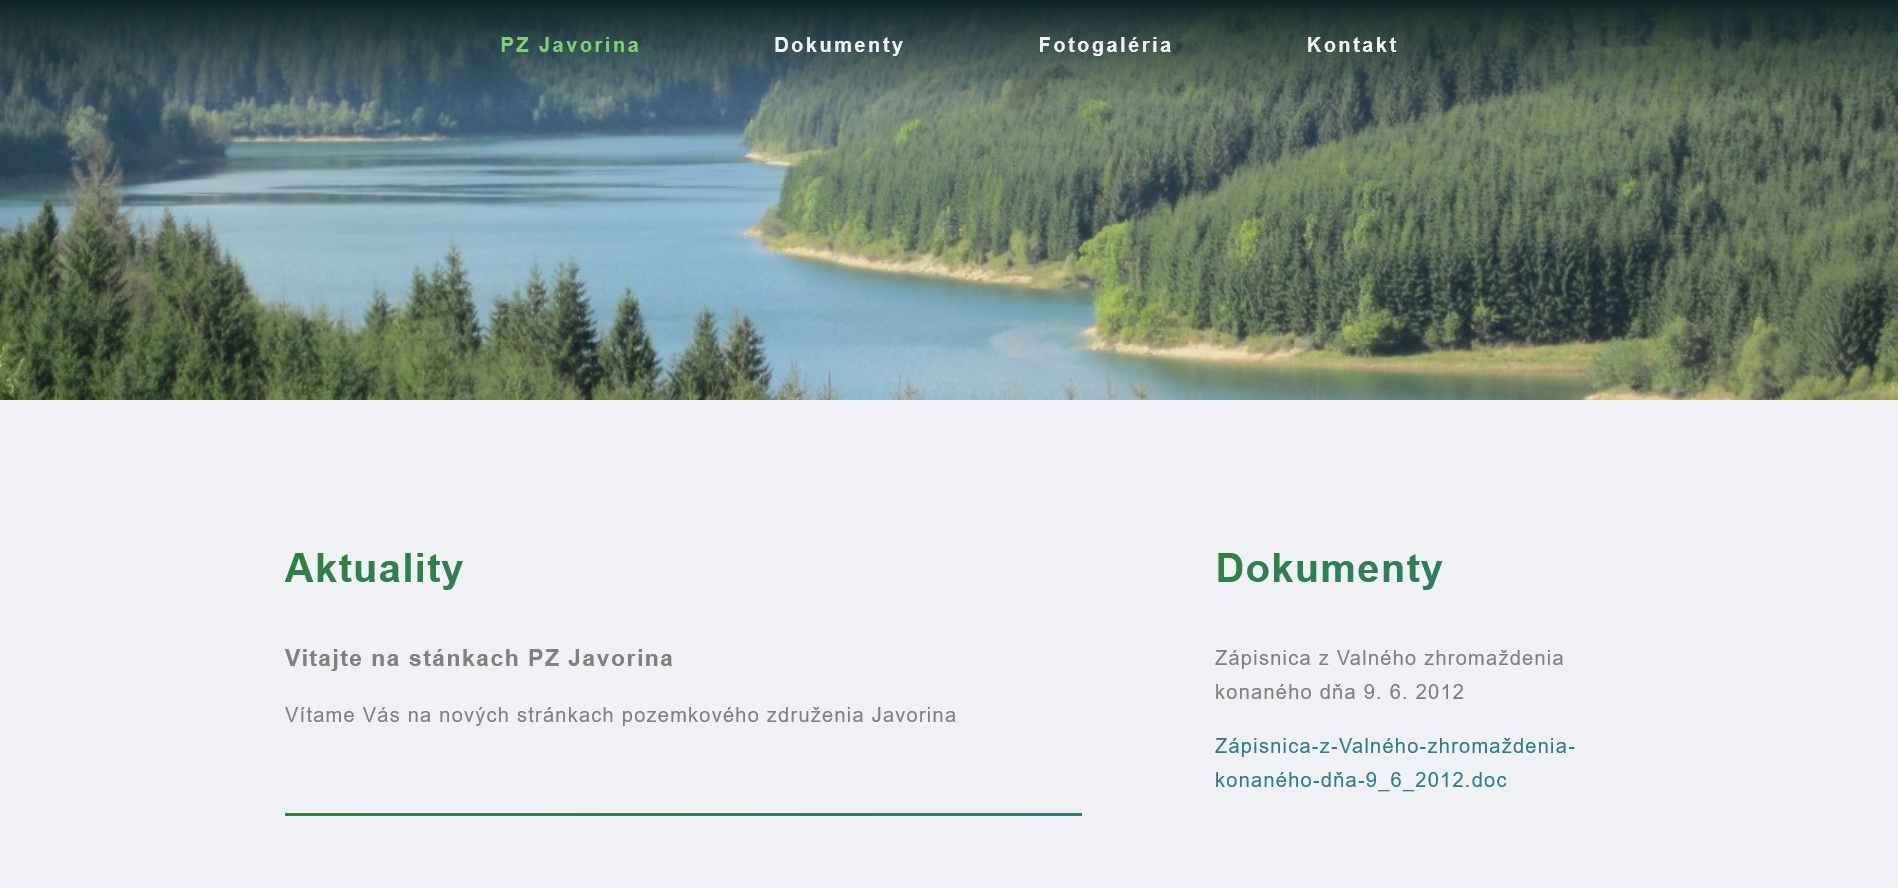 PZ Javorina
Dokumenty
Fotogaléria
Kontakt
Aktuality
Vitajte na stánkach PZ Javorina
Vítame Vás na nových stránkach pozemkového združenia Javorina
Dokumenty
Zápisnica z Valného zhromaždenia
konaného dňa 9. 6. 2012
Zápisnica-z-Valného-zhromaždenia-
konaného-dňa-9_6_2012.doc